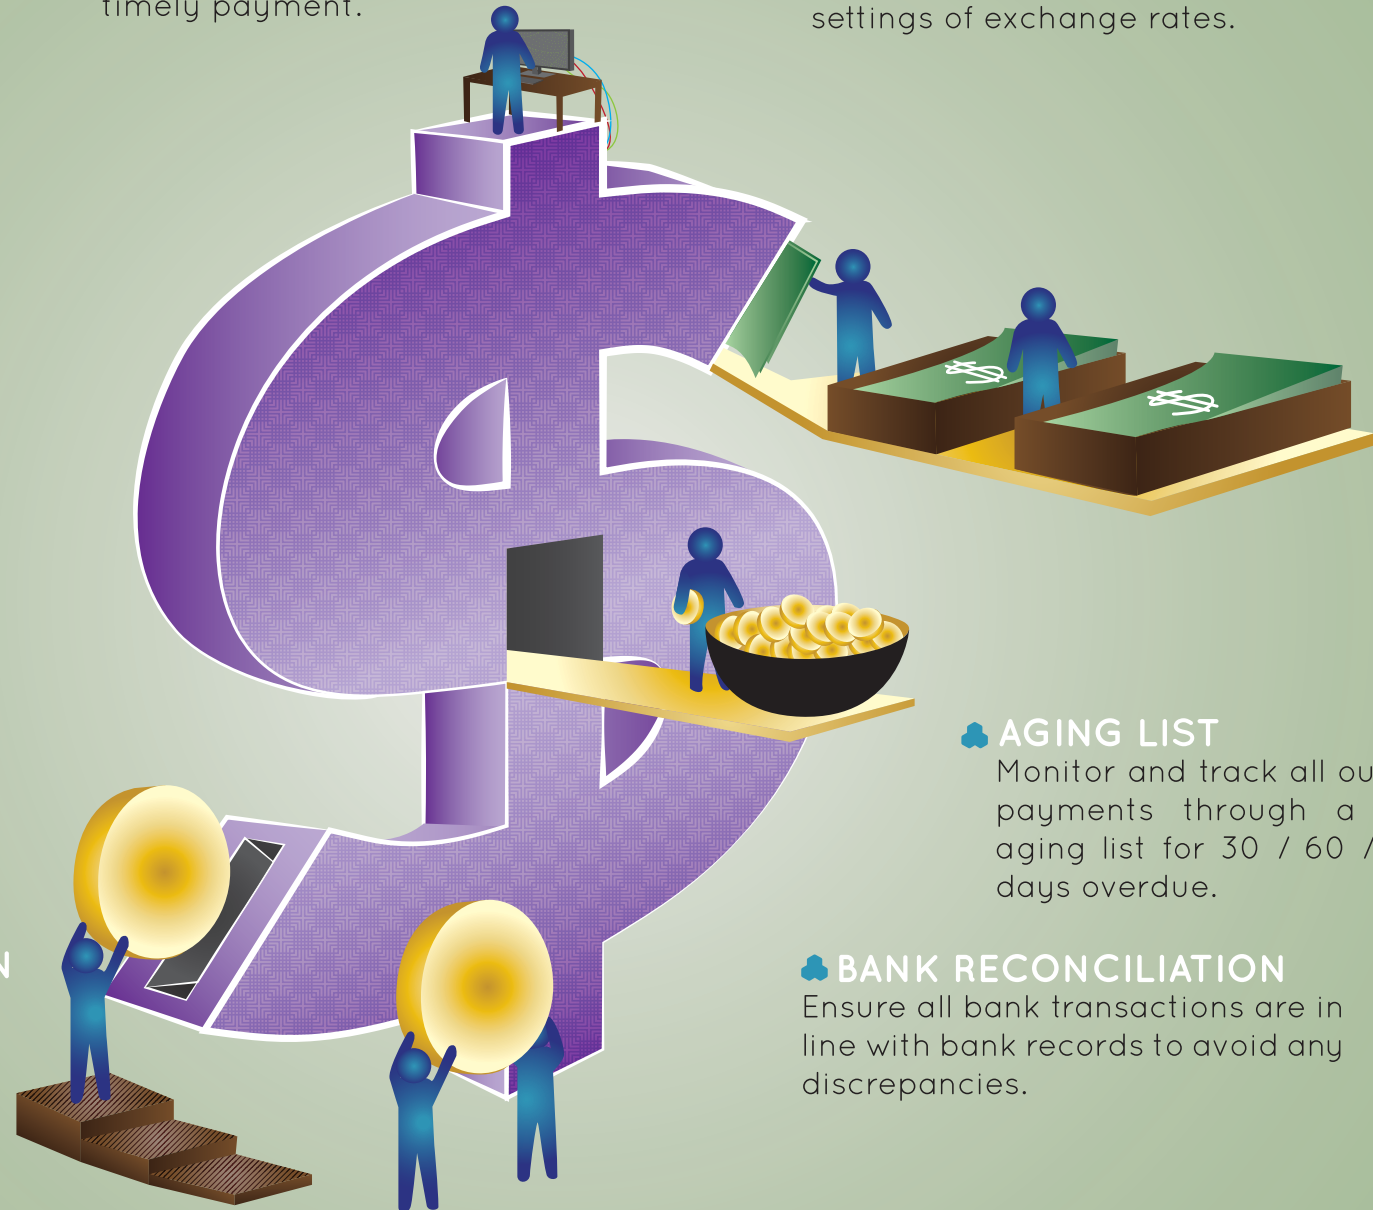 timely payment.
settings of exchange rates.
$
$
AGING LIST
Monitor and track all
payments through a
aging list for 30 / 60 /
days overdue.
BANK RECONCILIATION
Ensure all bank transactions are in
line with bank records to avoid any
discrepancies.